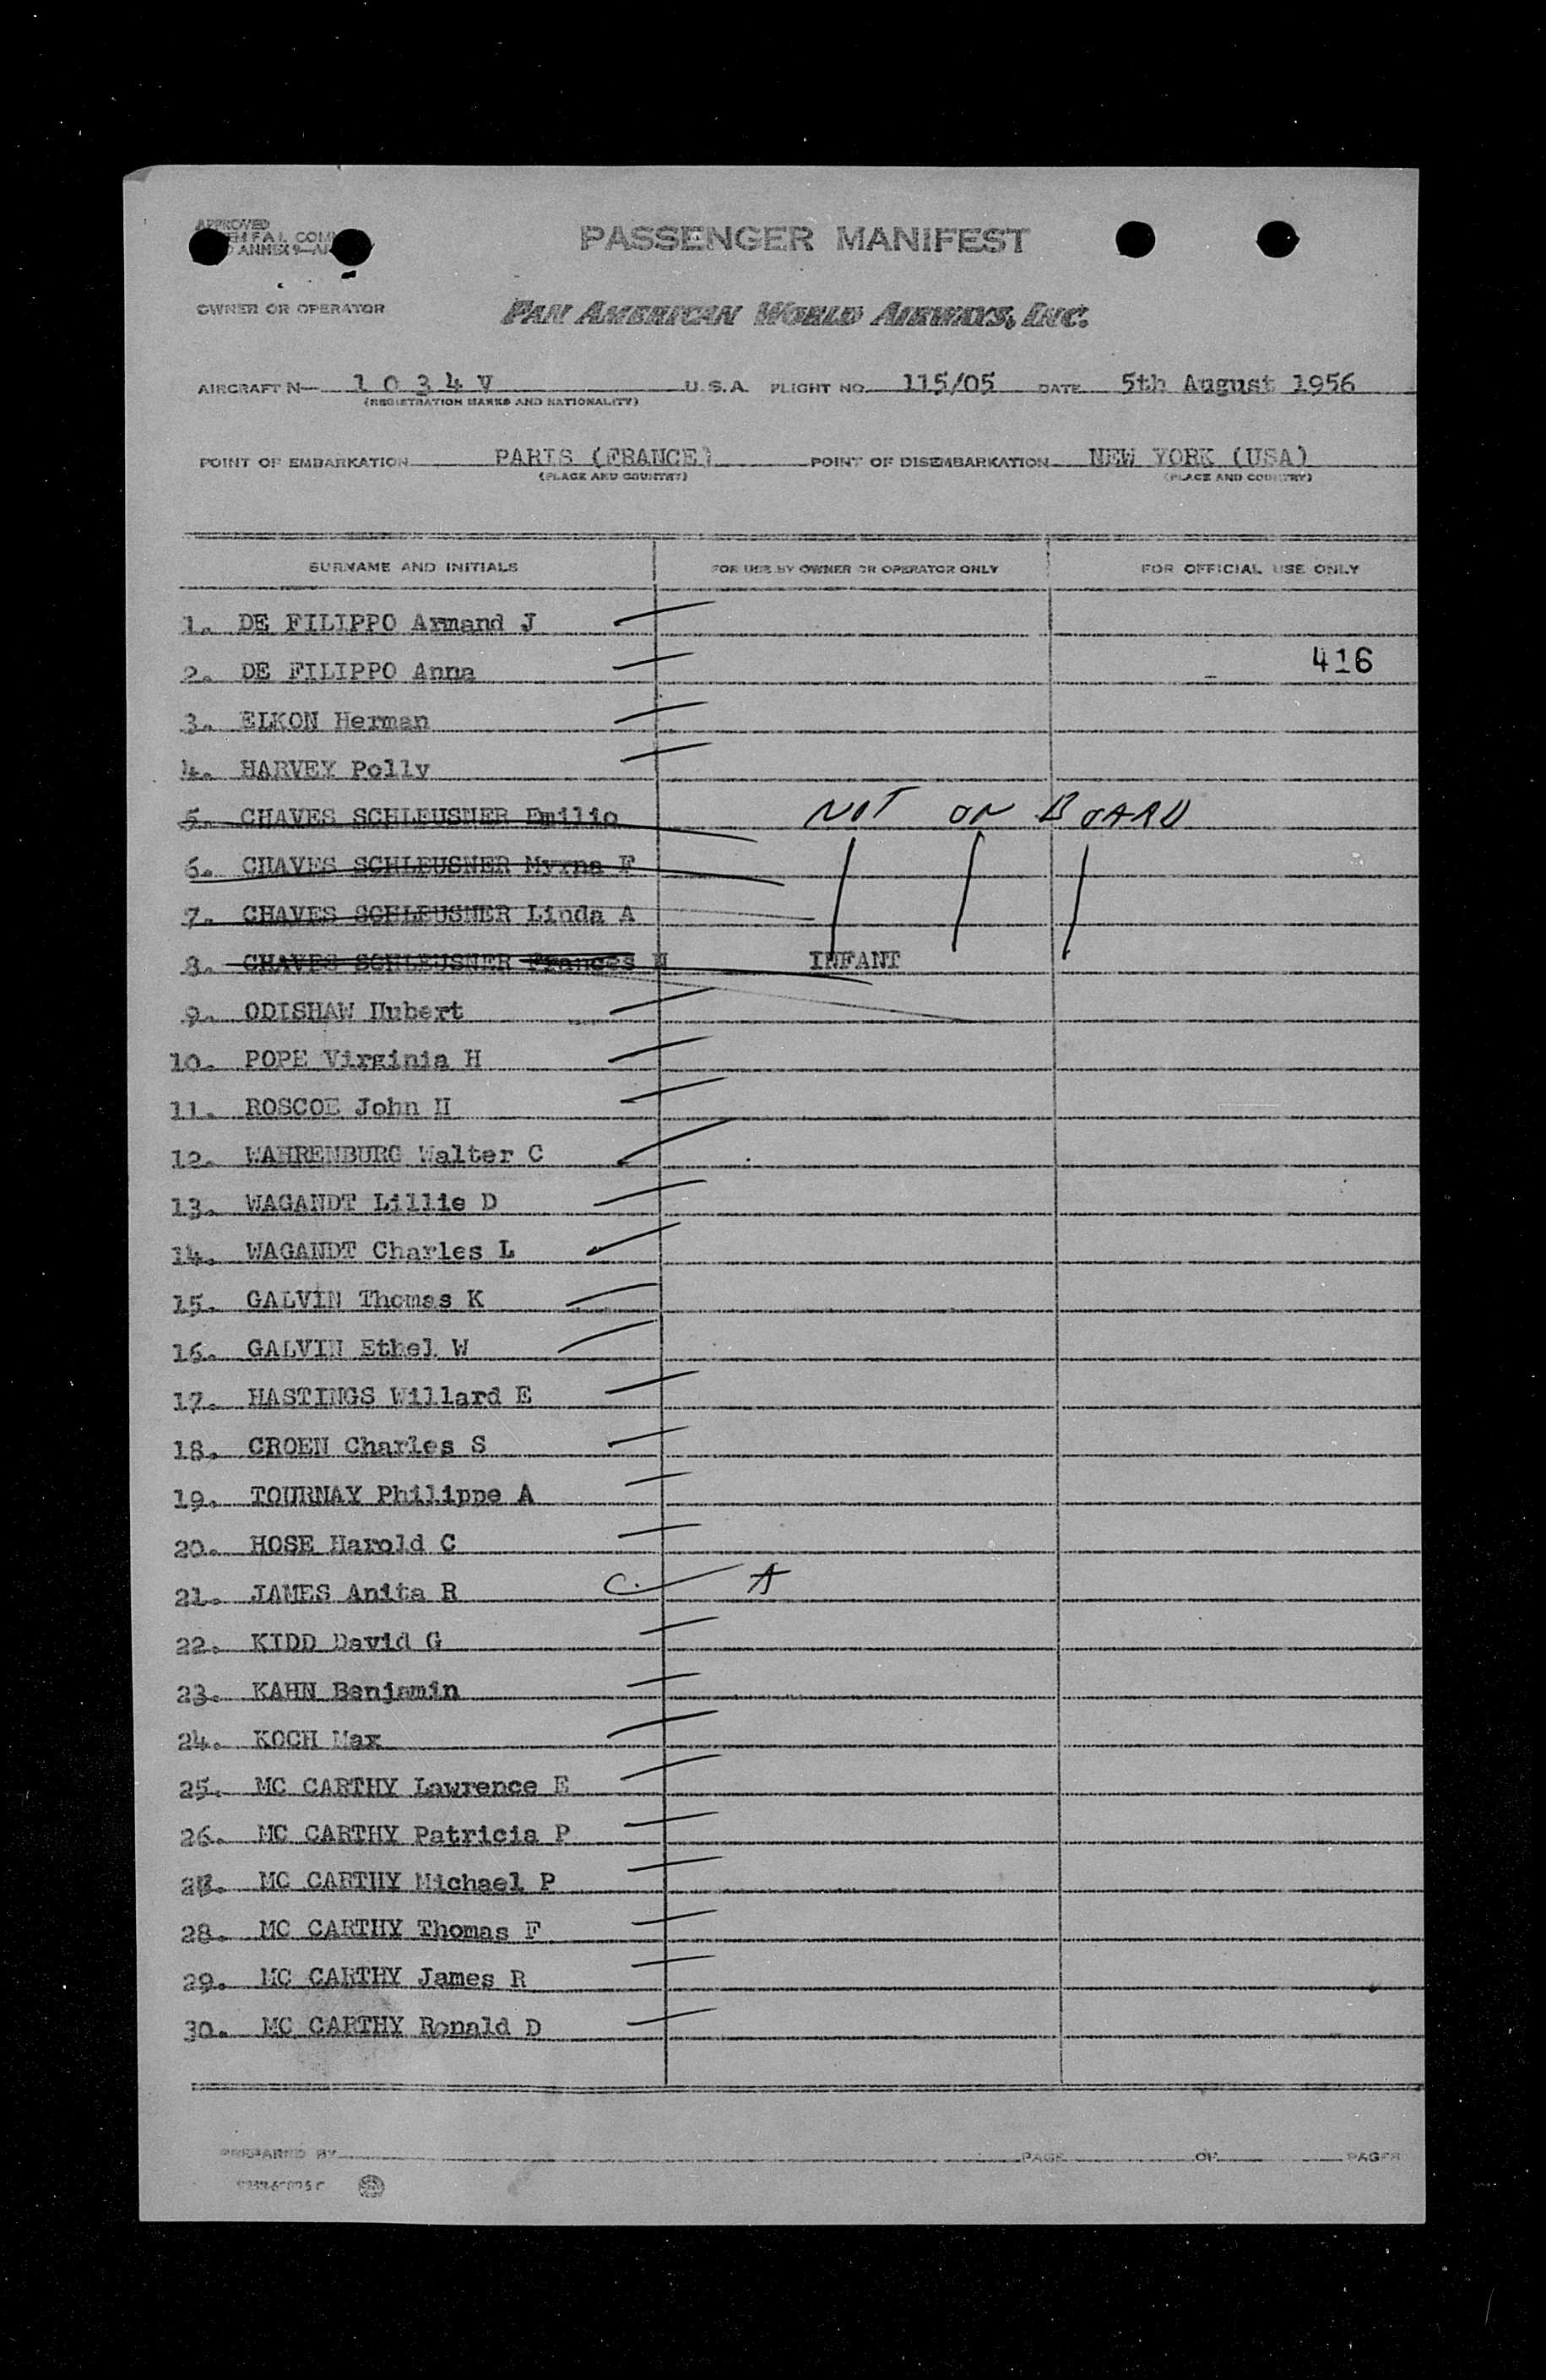 APPROVED
PASSENGER MANIFEST
OWNER OR OPERATOR PAN AMERICAN WORLD AIRWAYS, INC.
AIRCRAFT N— 1 0 3 4 V U.S.A. FLIGHT NO. 115/05 DATE 5th August 1956
(REGISTRATION MARKS AND NATIONALITY)
POINT OF EMBARKATION PARIS (FRANCE) POINT OF DISEMBARKATION NEW YORK (USA)
(PLACE AND COUNTRY) (PLACE AND COUNTRY)
SURNAME AND INITIALS FOR USE BY OWNER OR OPERATOR ONLY FOR OFFICIAL USE ONLY
1. DE FILIPPO Armand J
2. DE FILIPPO Anna 416
3. ELKON Herman
4. HARVEY Polly
5. CHAVES SCHLEUSNER Emilio NOT ON BOARD
6. CHAVES SCHLEUSNER Myrna F
7. CHAVES SCHLEUSNER Linda A
8. CHAVES SCHLEUSNER Frances INFANT
9. ODISHAW Hubert
10. POPE Virginia H
11. ROSCOE John H
12. WAHRENBURG Walter C
13. WAGANDT Lillie D
14. WAGANDT Charles L
15. GALVIN Thomas K
16. GALVIN Ethel W
17. HASTINGS Willard E
18. CROEN Charles S
19. TOURNAY Philippe A
20. HOSE Harold C
21. JAMES Anita R C. A
22. KIDD David G
23. KAHN Benjamin
24. KOCH Max
25. MC CARTHY Lawrence E
26. MC CARTHY Patricia P
27. MC CARTHY Michael P
28. MC CARTHY Thomas F
29. MC CARTHY James R
30. MC CARTHY Ronald D
PREPARED BY PAGE OF PAGES